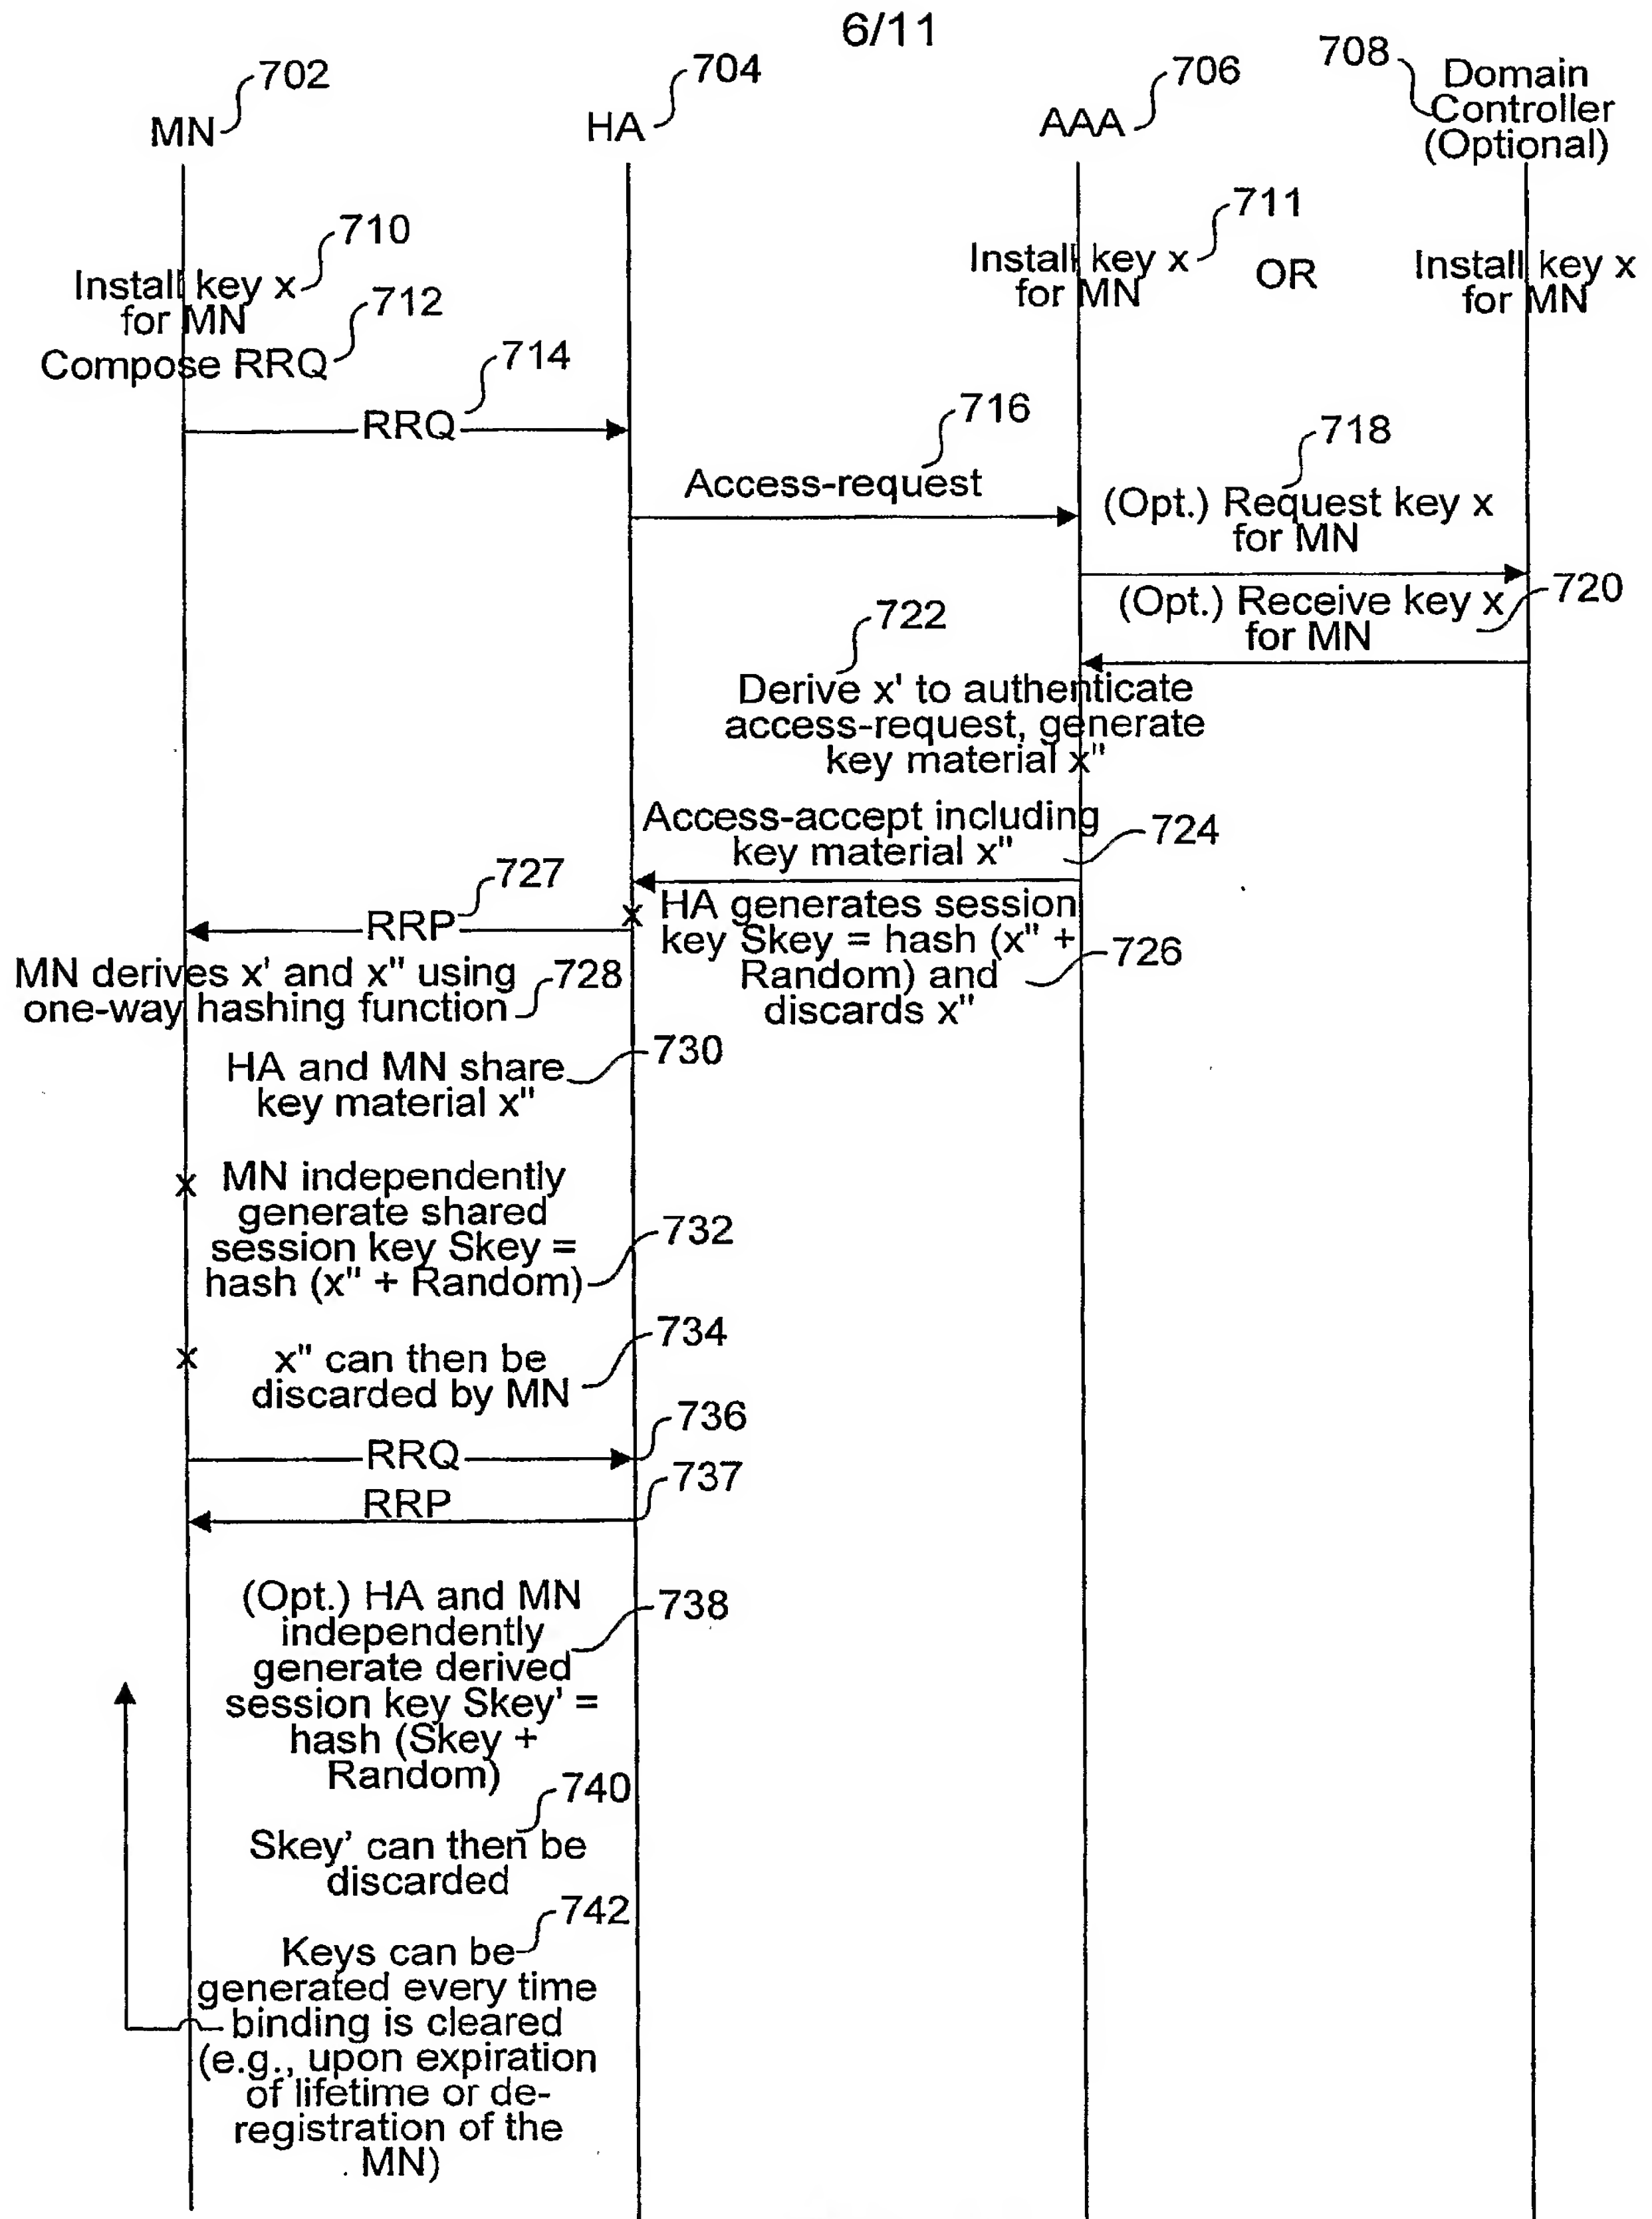 6/11
702
704
706
708
MN
HA
AAA
Domain
Controller
(Optional)
710
Install key x
for MN
711
Install key x
for MN
OR
Install key x
for MN
712
Compose RRQ
714
RRQ
716
Access-request
718
(Opt.) Request key x
for MN
720
(Opt.) Receive key x
for MN
722
Derive x' to authenticate
access-request, generate
key material x"
Access-accept including
key material x"
724
727
RRP
x
HA generates session
key Skey = hash (x" +
Random) and
discards x"
726
MN derives x' and x" using
one-way hashing function
728
HA and MN share
key material x"
730
x
MN independently
generate shared
session key Skey =
hash (x" + Random)
732
x
x" can then be
discarded by MN
734
RRQ
736
RRP
737
(Opt.) HA and MN
independently
generate derived
session key Skey' =
hash (Skey +
Random)
738
740
Skey' can then be
discarded
742
Keys can be
generated every time
binding is cleared
(e.g., upon expiration
of lifetime or de-
registration of the
MN)